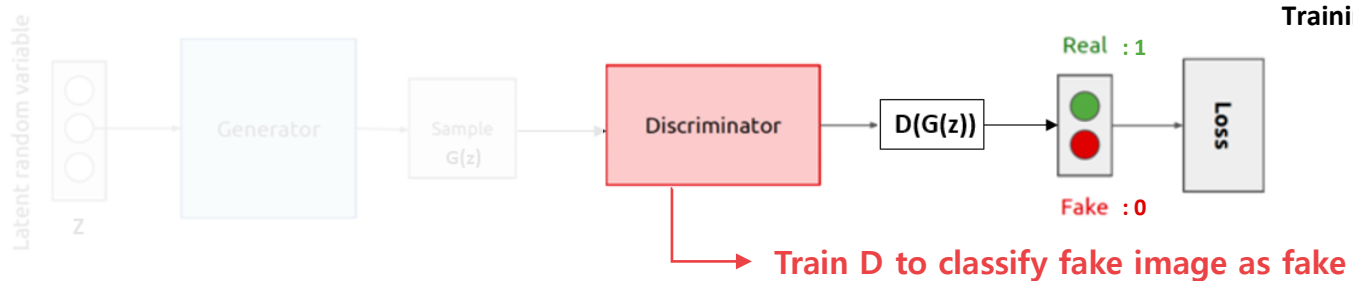 Traini
Latent random variable
Z
Generator
Sample
G(z)
Discriminator
D(G(z))
Real : 1
Fake : 0
Loss
Train D to classify fake image as fake